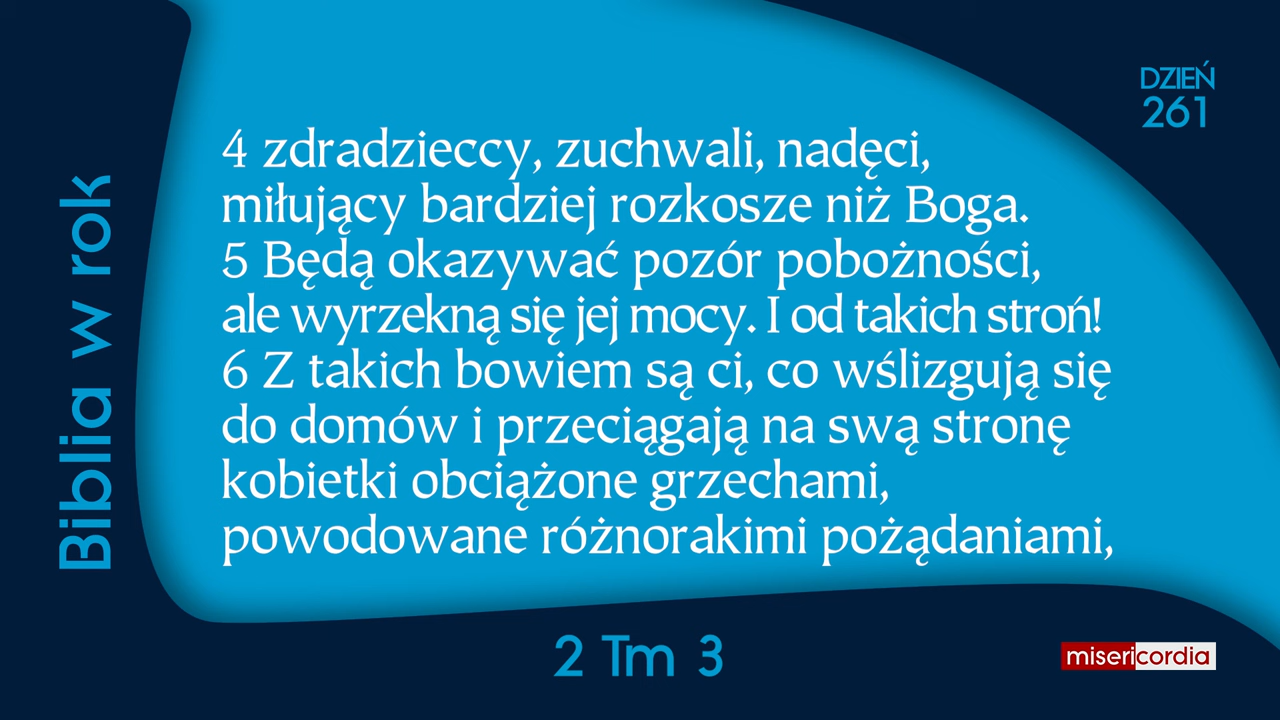 DZIEŃ
261
4 zdradzieccy, zuchwali, nadęci,
miłujący bardziej rozkosze niż Boga.
5 Będą okazywać pozór pobożności,
ale wyrzekną się jej mocy. I od takich stroń!
6 Z takich bowiem są ci, co wślizgują się
do domów i przeciągają na swą stronę
kobietki obciążone grzechami,
powodowane różnorakimi pożądaniami,
Biblia w rok
2 Tm 3
misericordia